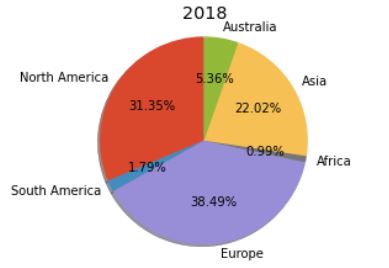 2018
Australia
North America
5.36%
Asia
31.35%
22.02%
0.99%
Africa
1.79%
South America
38.49%
Europe